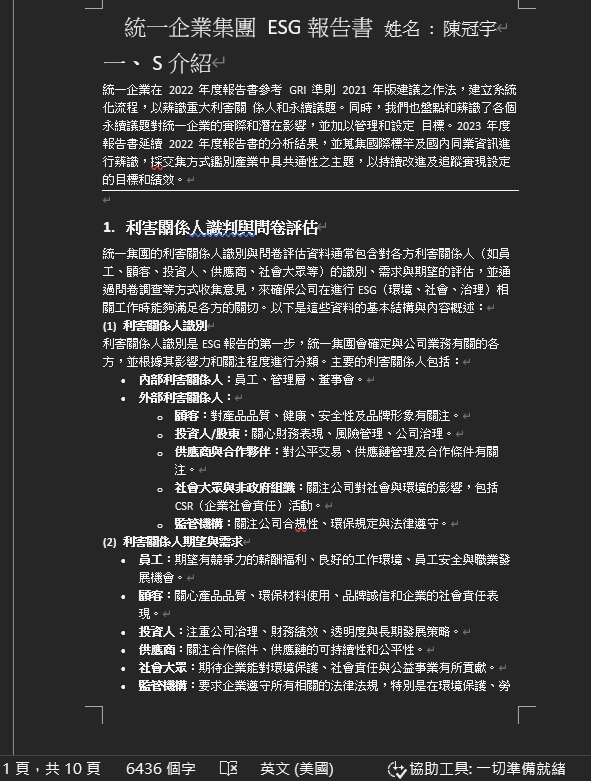 統一企業集團 ESG 報告書 姓名 : 陳冠宇
一、 S 介紹
統一企業在 2022 年度報告書參考 GRI 準則 2021 年版建議之作法，建立系統
化流程，以辨識重大利害關 係人和永續議題。同時，我們也盤點和辨識了各個
永續議題對統一企業的實際和潛在影響，並加以管理和設定 目標。2023 年度
報告書延續 2022 年度報告書的分析結果，並蒐集國際標竿及國內同業資訊進
行辨識，採交集方式鑑別產業中具共通性之主題，以持續改進及追蹤實現設定
的目標和績效。
1. 利害關係人識別與問卷評估
統一集團的利害關係人識別與問卷評估資料通常包含對各方利害關係人（如員
工、顧客、投資人、供應商、社會大眾等）的識別、需求與期望的評估，並通
過問卷調查等方式收集意見，來確保公司在進行 ESG（環境、社會、治理）相
關工作時能夠滿足各方的關切。以下是這些資料的基本結構與內容概述：
(1) 利害關係人識別
利害關係人識別是 ESG 報告的第一步，統一集團會確定與公司業務有關的各
方，並根據其影響力和關注程度進行分類。主要的利害關係人包括：
• 內部利害關係人：員工、管理層、董事會。
• 外部利害關係人：
o 顧客：對產品品質、健康、安全性及品牌形象有關注。
o 投資人/股東：關心財務表現、風險管理、公司治理。
o 供應商與合作夥伴：對公平交易、供應鏈管理及合作條件有關
注。
o 社會大眾與非政府組織：關注公司對社會與環境的影響，包括
CSR（企業社會責任）活動。
o 監管機構：關注公司合規性、環保規定與法律遵守。
(2) 利害關係人期望與需求
• 員工：期望有競爭力的薪酬福利、良好的工作環境、員工安全與職業發
展機會。
• 顧客：關心產品品質、環保材料使用、品牌誠信和企業的社會責任表
現。
• 投資人：注重公司治理、財務績效、透明度與長期發展策略。
• 供應商：關注合作條件、供應鏈的可持續性和公平性。
• 社會大眾：期待企業能對環境保護、社會責任與公益事業有所貢獻。
• 監管機構：要求企業遵守所有相關的法律法規，特別是在環境保護、勞
1 頁，共 10 頁 6436 個字 英文 (美國) 協助工具: 一切準備就緒